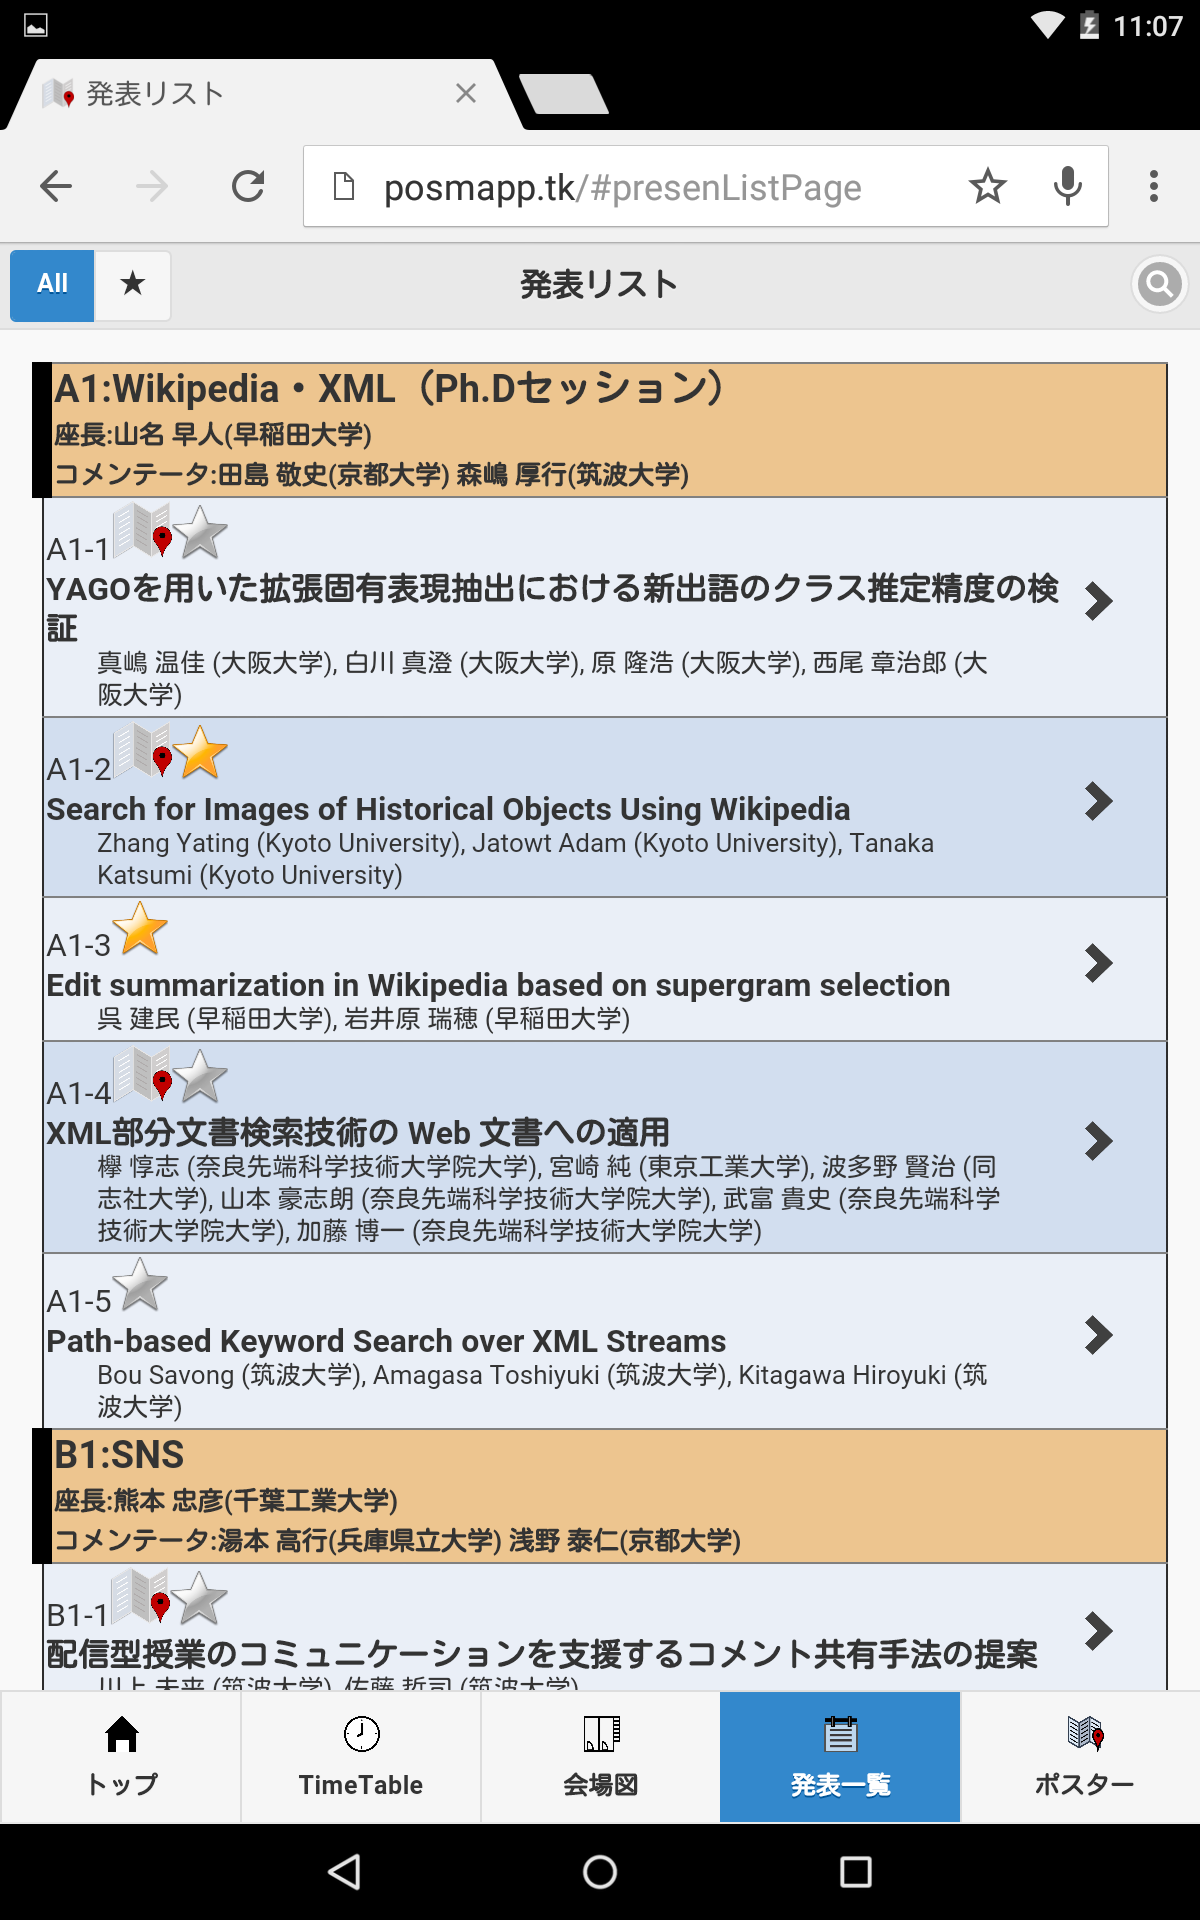 11:07
発表リスト
posmapp.tk/#presenListPage
All ★ 発表リスト
A1:Wikipedia・XML（Ph.Dセッション）
座長:山名 早人(早稲田大学)
コメンテータ:田島 敬史(京都大学) 森嶋 厚行(筑波大学)
A1-1
YAGOを用いた拡張固有表現抽出における新出語のクラス推定精度の検
証
真嶋 温佳 (大阪大学), 白川 真澄 (大阪大学), 原 隆浩 (大阪大学), 西尾 章治郎 (大
阪大学)
A1-2
Search for Images of Historical Objects Using Wikipedia
Zhang Yating (Kyoto University), Jatowt Adam (Kyoto University), Tanaka
Katsumi (Kyoto University)
A1-3
Edit summarization in Wikipedia based on supergram selection
呉 建民 (早稲田大学), 岩井原 瑞穂 (早稲田大学)
A1-4
XML部分文書検索技術の Web 文書への適用
欅 惇志 (奈良先端科学技術大学院大学), 宮崎 純 (東京工業大学), 波多野 賢治 (同
志社大学), 山本 豪志朗 (奈良先端科学技術大学院大学), 武富 貴史 (奈良先端科学
技術大学院大学), 加藤 博一 (奈良先端科学技術大学院大学)
A1-5
Path-based Keyword Search over XML Streams
Bou Savong (筑波大学), Amagasa Toshiyuki (筑波大学), Kitagawa Hiroyuki (筑
波大学)
B1:SNS
座長:熊本 忠彦(千葉工業大学)
コメンテータ:湯本 高行(兵庫県立大学) 浅野 泰仁(京都大学)
B1-1
配信型授業のコミュニケーションを支援するコメント共有手法の提案
川上 未来 (筑波大学), 佐藤 哲司 (筑波大学)
トップ TimeTable 会場図 発表一覧 ポスター